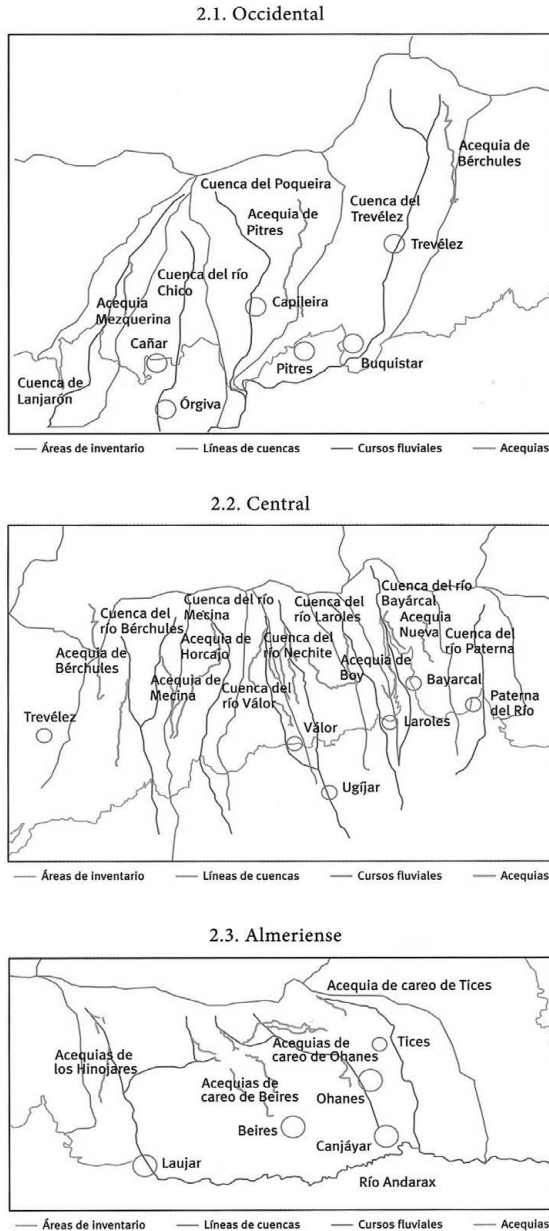 2.1. Occidental
Acequia de
Bérchules
Cuenca del Poqueira
Cuenca del
Trevélez
Acequia de
Pitres
Trevélez
Cuenca del río
Chico
Acequia
Mezquerina
Capileira
Cañar
Pitres
Buquistar
Cuenca de
Lanjarón
Órgiva
Áreas de inventario
Líneas de cuencas
Cursos fluviales
Acequias
2.2. Central
Cuenca del
río Bérchules
Cuenca del río
Mecina
Cuenca del
río Laroles
Cuenca del río
Bayárcal
Acequia
Nueva
Acequia de
Bérchules
Acequia de
Horcajo
Cuenca del
río Nechite
Cuenca del
río Paterna
Acequia de
Mecina
Cuenca del
río Válor
Acequia de
Boy
Bayarcal
Trevélez
Paterna
del Río
Laroles
Válor
Ugíjar
Áreas de inventario
Líneas de cuencas
Cursos fluviales
Acequias
2.3. Almeriense
Acequia de careo de Tices
Acequias de
los Hinojares
Acequias de
careo de Ohanes
Tices
Acequias de
careo de Beires
Ohanes
Beires
Canjáyar
Laujar
Río Andarax
Áreas de inventario
Líneas de cuencas
Cursos fluviales
Acequias